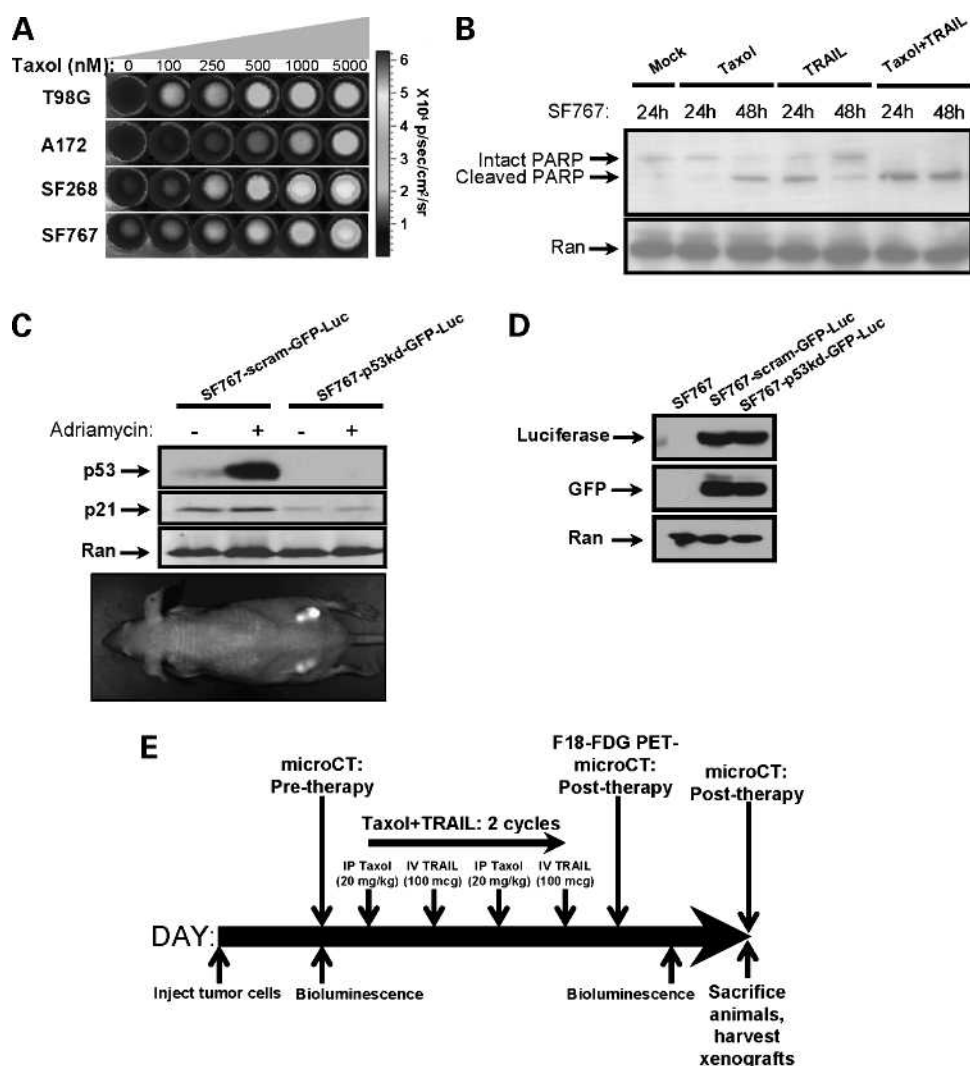 A
Taxol (nM): 0 100 250 500 1000 5000
T98G
A172
SF268
SF767
6
5
4
3
2
1
X10⁴ p/sec/cm²/sr
B
Mock Taxol TRAIL Taxol+TRAIL
SF767: 24h 24h 48h 24h 48h 24h 48h
Intact PARP
Cleaved PARP
Ran
C
SF767-scram-GFP-Luc
SF767-p53kd-GFP-Luc
Adriamycin: - + - +
p53
p21
Ran
D
SF767
SF767-scram-GFP-Luc
SF767-p53kd-GFP-Luc
Luciferase
GFP
Ran
E
microCT:
Pre-therapy
F18-FDG PET-
microCT:
Post-therapy
microCT:
Post-therapy
Taxol+TRAIL: 2 cycles
IP Taxol
(20 mg/kg)
IV TRAIL
(100 mcg)
IP Taxol
(20 mg/kg)
IV TRAIL
(100 mcg)
DAY:
Inject tumor cells
Bioluminescence
Bioluminescence
Sacrifice
animals,
harvest
xenografts